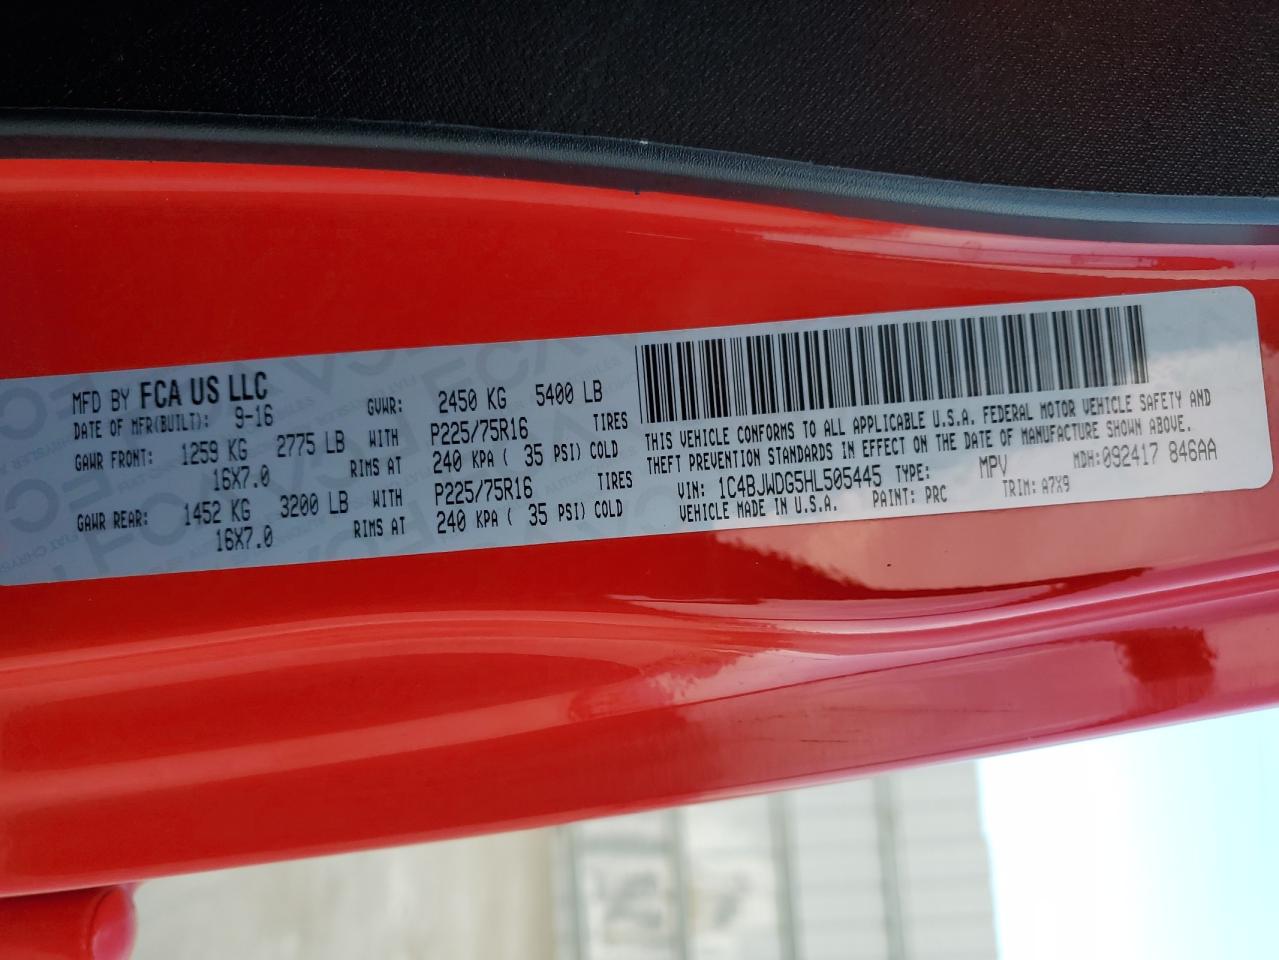 MFD BY FCA US LLC
DATE OF MFR(BUILT): 9-16 GVWR: 2450 KG 5400 LB
GAWR FRONT: 1259 KG 2775 LB WITH P225/75R16 TIRES
16X7.0 RIMS AT 240 KPA ( 35 PSI) COLD
GAWR REAR: 1452 KG 3200 LB WITH P225/75R16 TIRES
16X7.0 RIMS AT 240 KPA ( 35 PSI) COLD
THIS VEHICLE CONFORMS TO ALL APPLICABLE U.S.A. FEDERAL MOTOR VEHICLE SAFETY AND
THEFT PREVENTION STANDARDS IN EFFECT ON THE DATE OF MANUFACTURE SHOWN ABOVE.
VIN: 1C4BJWDG5HL505445 TYPE: MPV MDH:092417 846AA
VEHICLE MADE IN U.S.A. PAINT: PRC TRIM: A7X9